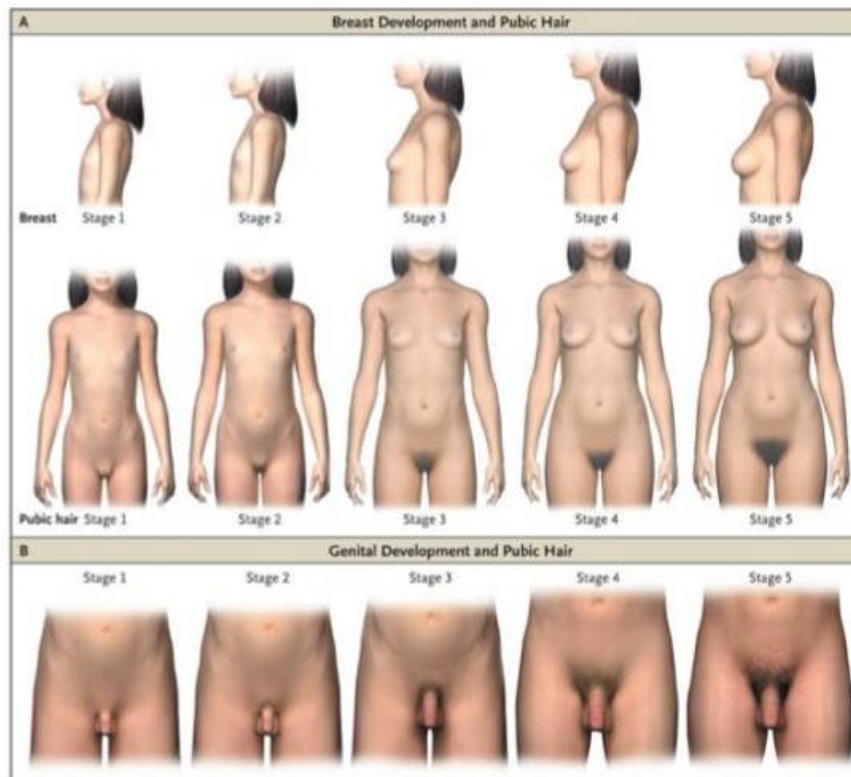 A Breast Development and Pubic Hair
Breast Stage 1 Stage 2 Stage 3 Stage 4 Stage 5
Pubic hair Stage 1 Stage 2 Stage 3 Stage 4 Stage 5
B Genital Development and Pubic Hair
Stage 1 Stage 2 Stage 3 Stage 4 Stage 5